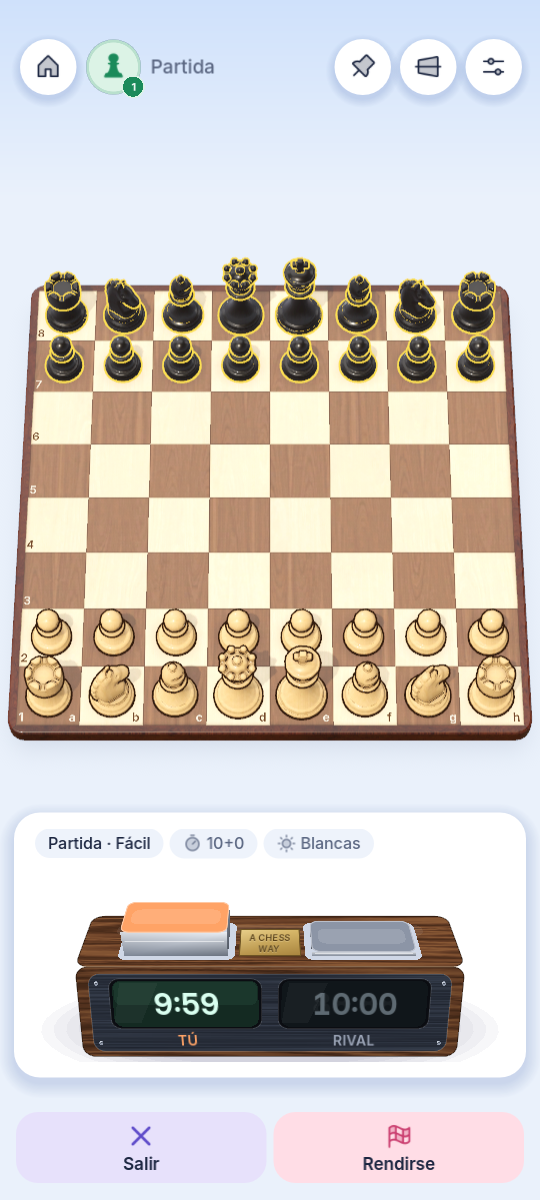 1
Partida
8
7
6
5
4
3
2
1 a b c d e f g h
Partida · Fácil
10+0
Blancas
A CHESS
WAY
9:59
10:00
TÚ
RIVAL
Salir
Rendirse